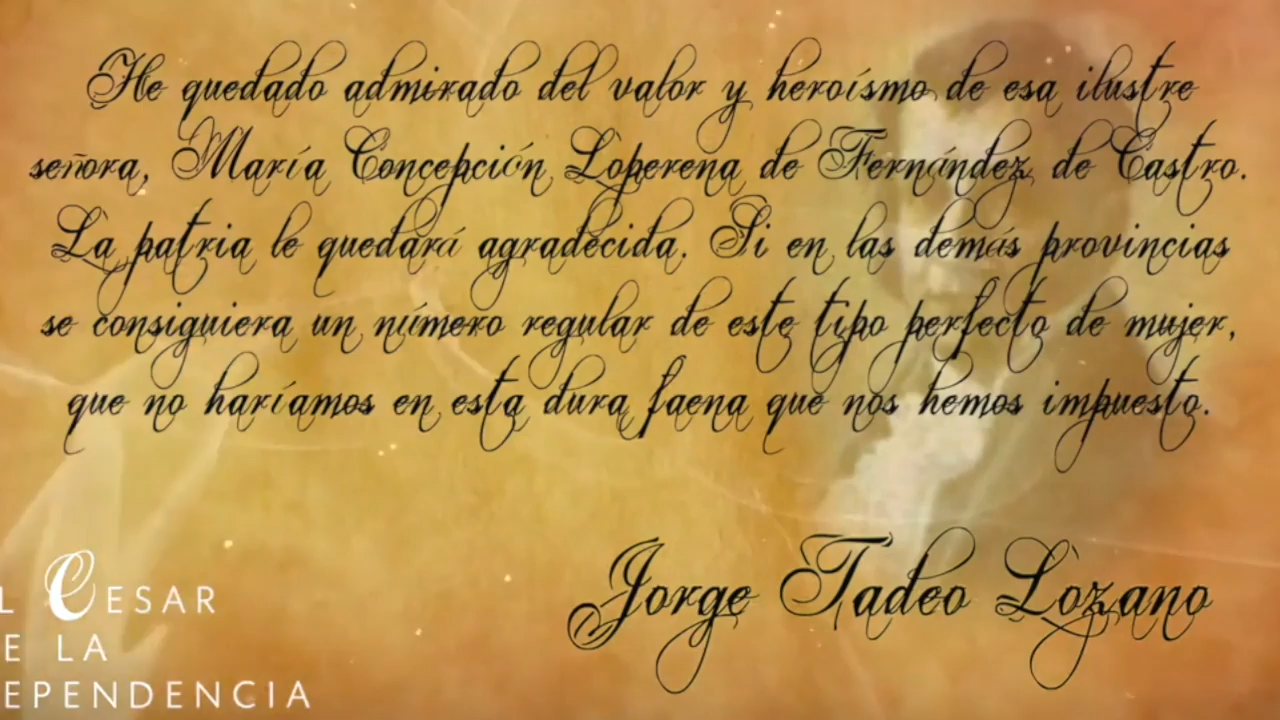 He quedado admirado del valor y heroísmo de esa ilustre
señora, María Concepción Loperena de Fernández de Castro.
La patria le quedará agradecida. Si en las demás provincias
se consiguiera un número regular de este tipo perfecto de mujer,
que no haríamos en esta dura faena que nos hemos impuesto.
Jorge Tadeo Lozano
L CESAR
E LA
EPENDENCIA